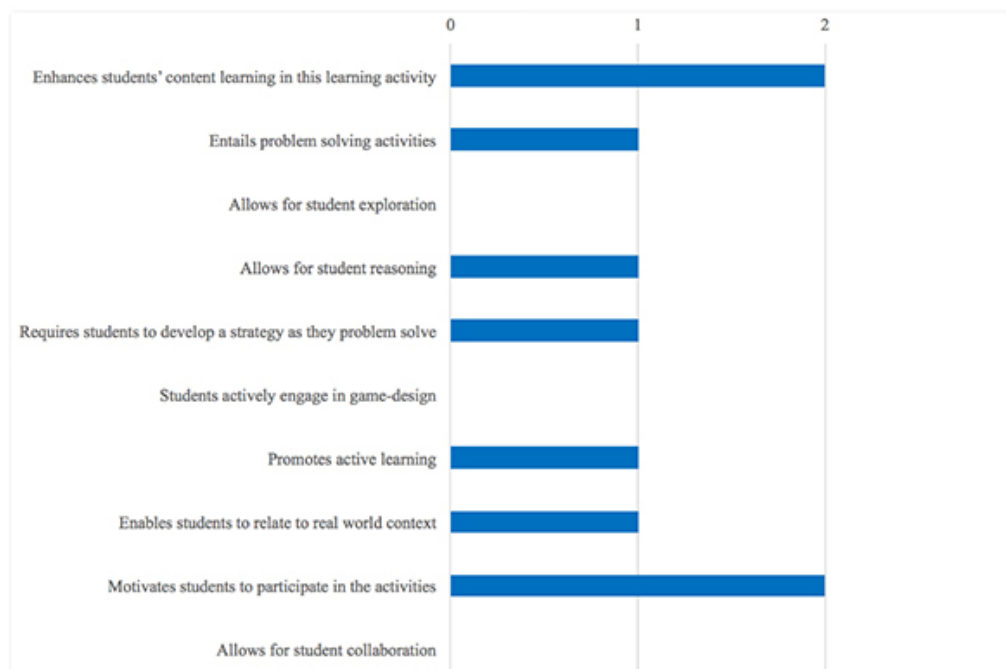 0 1 2
Enhances students’ content learning in this learning activity
Entails problem solving activities
Allows for student exploration
Allows for student reasoning
Requires students to develop a strategy as they problem solve
Students actively engage in game-design
Promotes active learning
Enables students to relate to real world context
Motivates students to participate in the activities
Allows for student collaboration